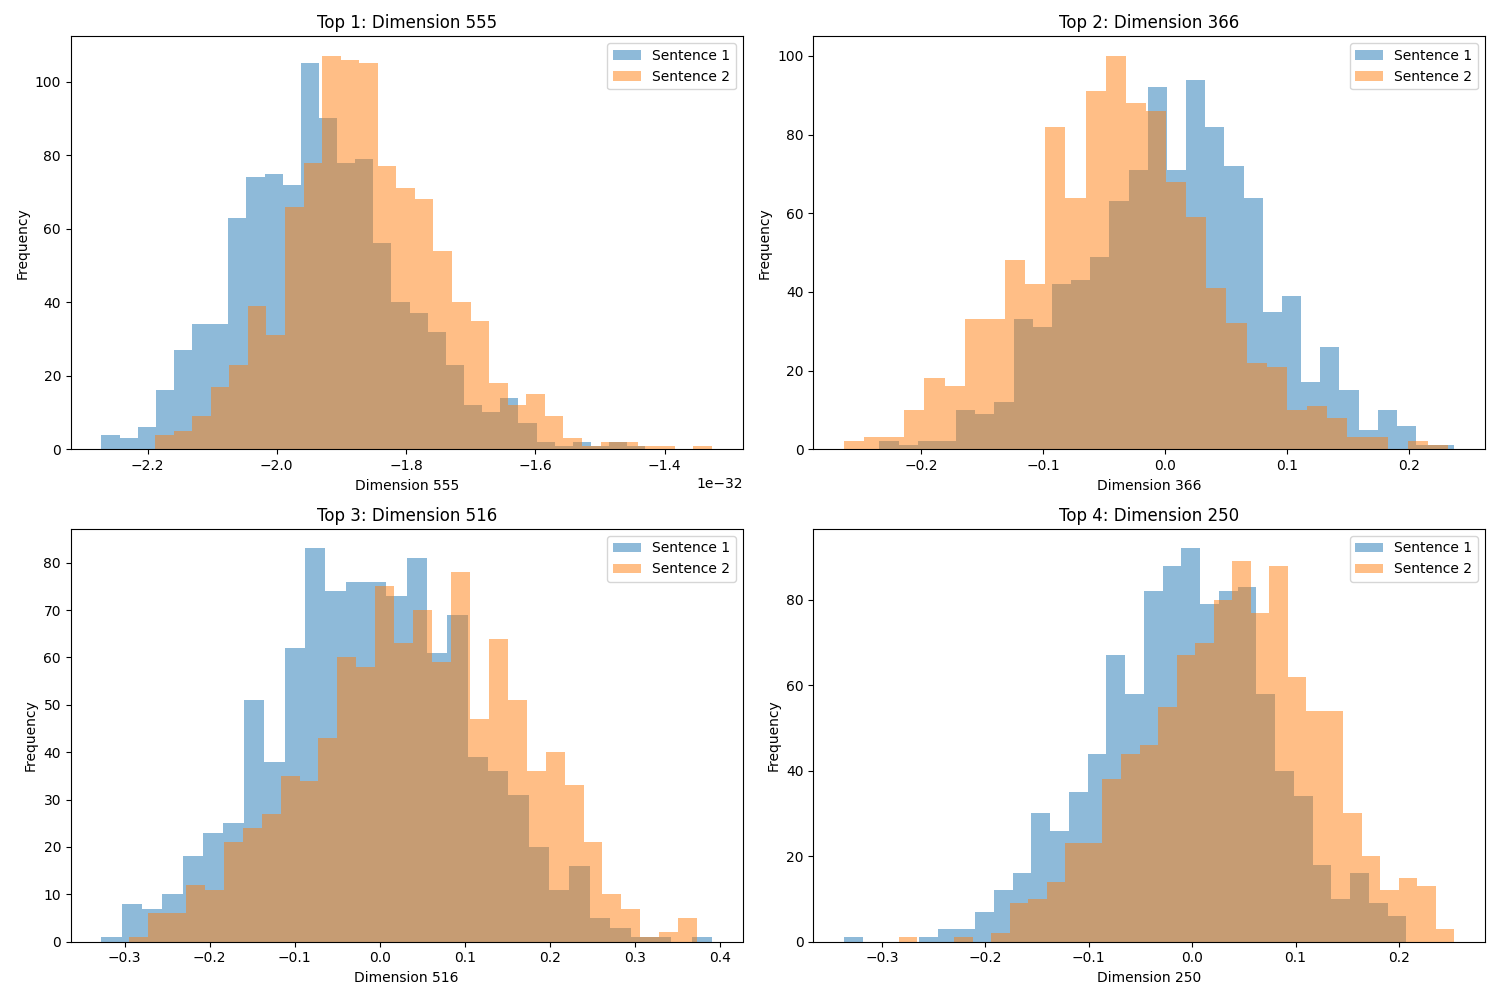 Top 1: Dimension 555
Sentence 1
Sentence 2
Frequency
100
80
60
40
20
0
−2.2
−2.0
−1.8
−1.6
−1.4
1e−32
Dimension 555
Top 2: Dimension 366
Sentence 1
Sentence 2
Frequency
100
80
60
40
20
0
−0.2
−0.1
0.0
0.1
0.2
Dimension 366
Top 3: Dimension 516
Sentence 1
Sentence 2
Frequency
80
70
60
50
40
30
20
10
0
−0.3
−0.2
−0.1
0.0
0.1
0.2
0.3
0.4
Dimension 516
Top 4: Dimension 250
Sentence 1
Sentence 2
Frequency
80
60
40
20
0
−0.3
−0.2
−0.1
0.0
0.1
0.2
Dimension 250